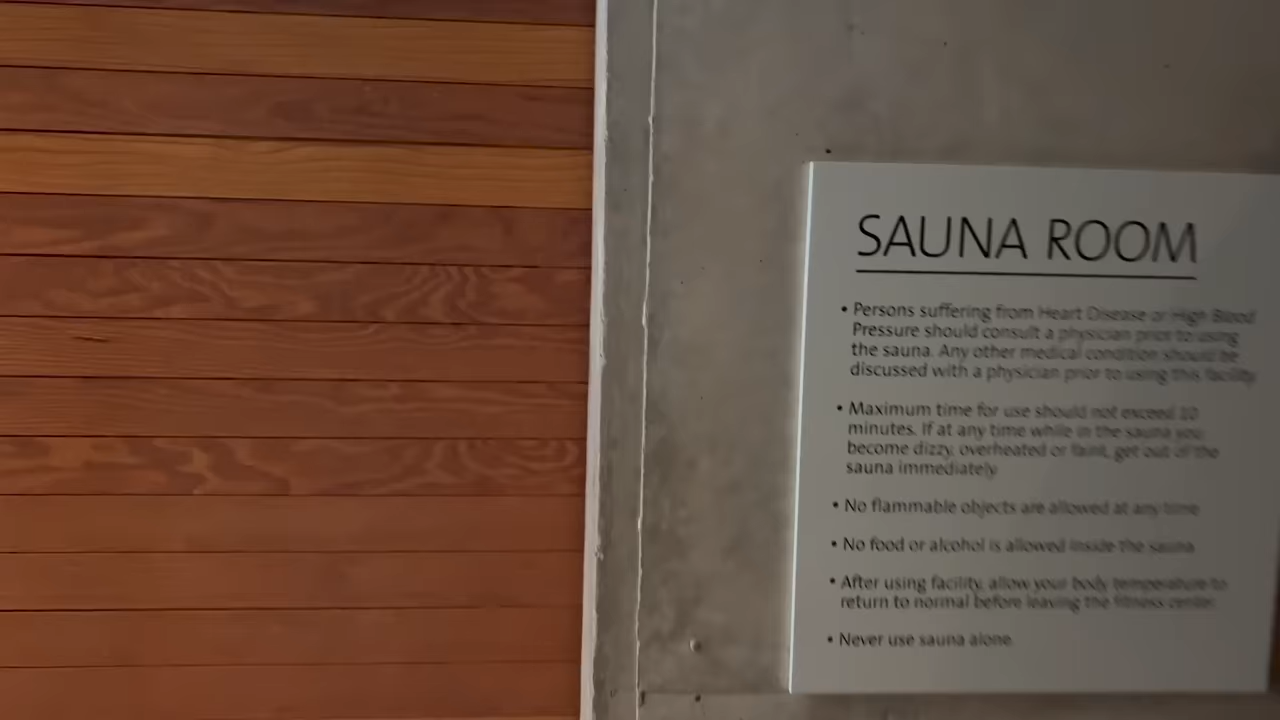 SAUNA ROOM
• Persons suffering from Heart Disease or High Blood
Pressure should consult a physician prior to using
the sauna. Any other medical condition should be
discussed with a physician prior to using this facility
• Maximum time for use should not exceed 10
minutes. If at any time while in the sauna you
become dizzy, overheated or faint, get out of the
sauna immediately
• No flammable objects are allowed at any time
• No food or alcohol is allowed inside the sauna
• After using facility, allow your body temperature to
return to normal before leaving the fitness center.
• Never use sauna alone.